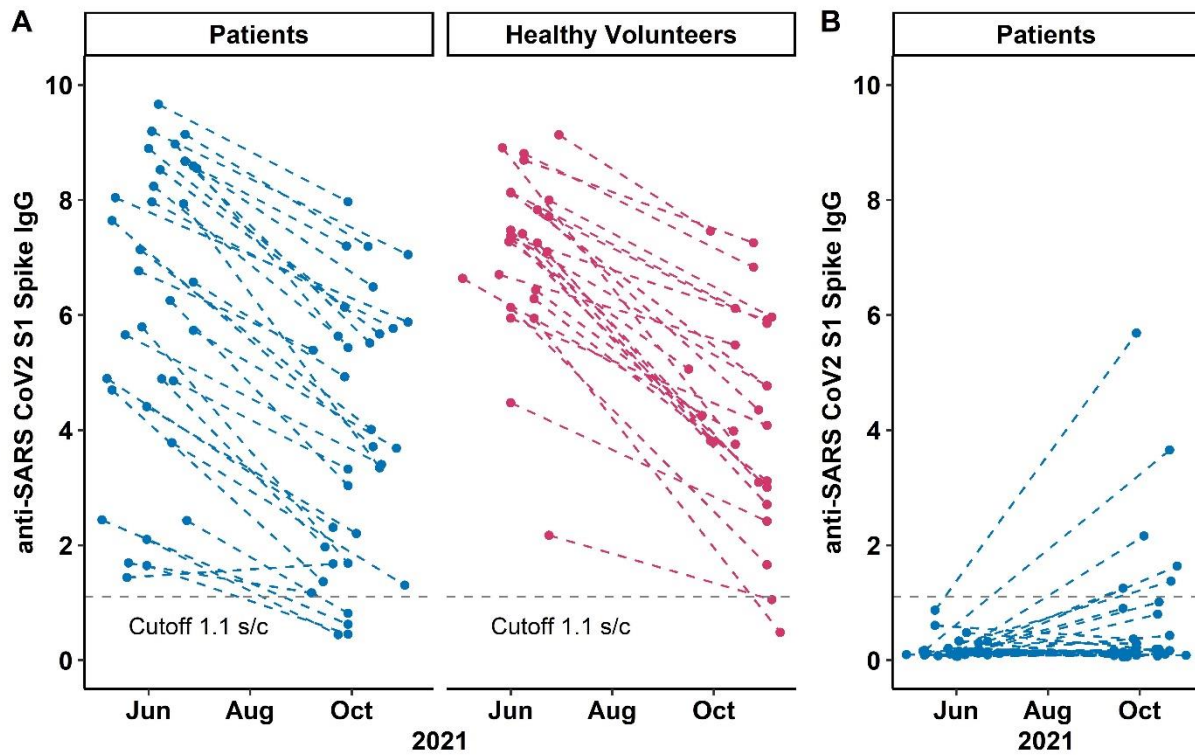 A
Patients
Healthy Volunteers
B
Patients
anti-SARS CoV2 S1 Spike IgG
10
8
6
4
2
0
Cutoff 1.1 s/c
Cutoff 1.1 s/c
Jun Aug Oct
Jun Aug Oct
2021
anti-SARS CoV2 S1 Spike IgG
10
8
6
4
2
0
Jun Aug Oct
2021